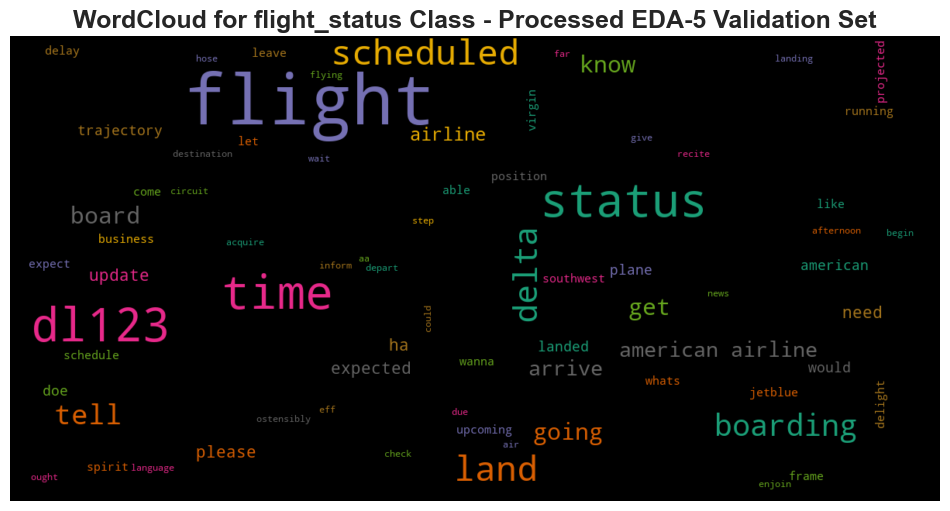 WordCloud for flight_status Class - Processed EDA-5 Validation Set
delay
hose
leave
scheduled
far
know
landing
projected
flying
flight
virgin
running
trajectory
let
airline
give
destination
wait
recite
position
come
circuit
able
status
like
board
step
business
acquire
afternoon
begin
expect
update
inform
aa
depart
delta
southwest
plane
american
time
news
dl123
could
get
need
schedule
ha
landed
american airline
expected
wanna
arrive
would
doe
whats
jetblue
delight
tell
ostensibly
eff
due
upcoming
going
boarding
please
air
check
spirit
language
ought
land
frame
enjoin